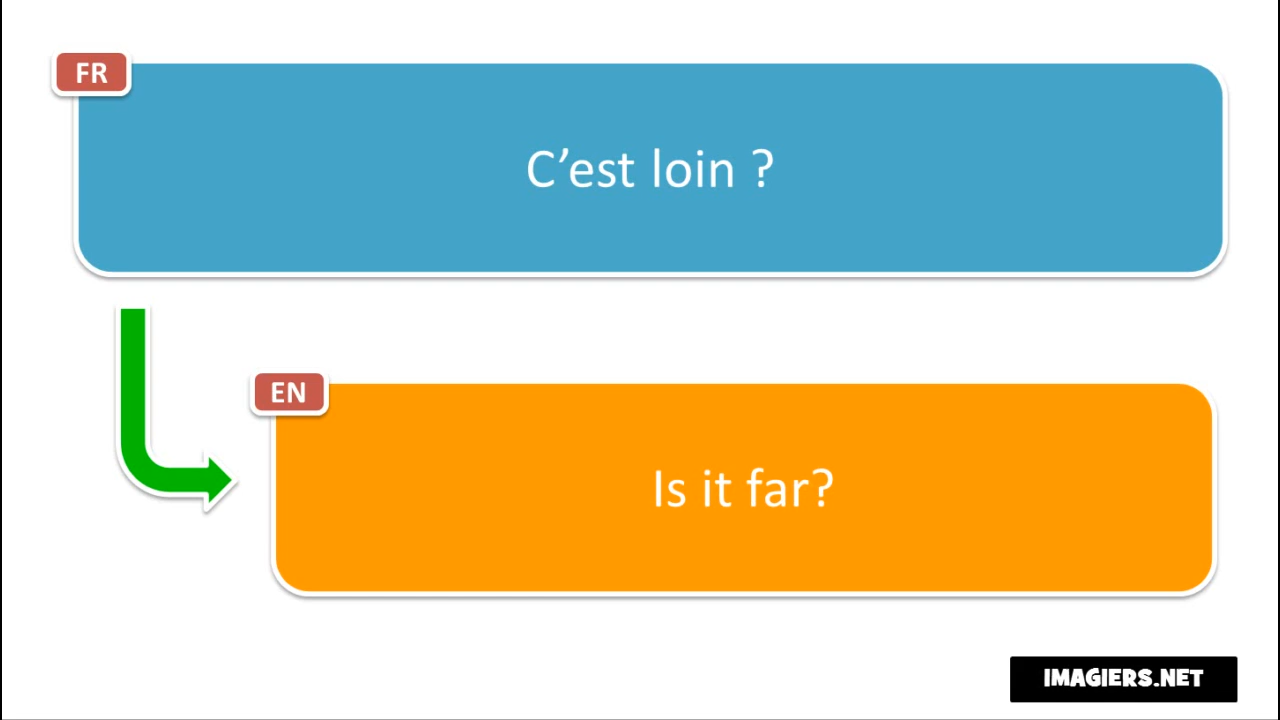 FR
C’est loin ?
EN
Is it far?
IMAGIERS.NET